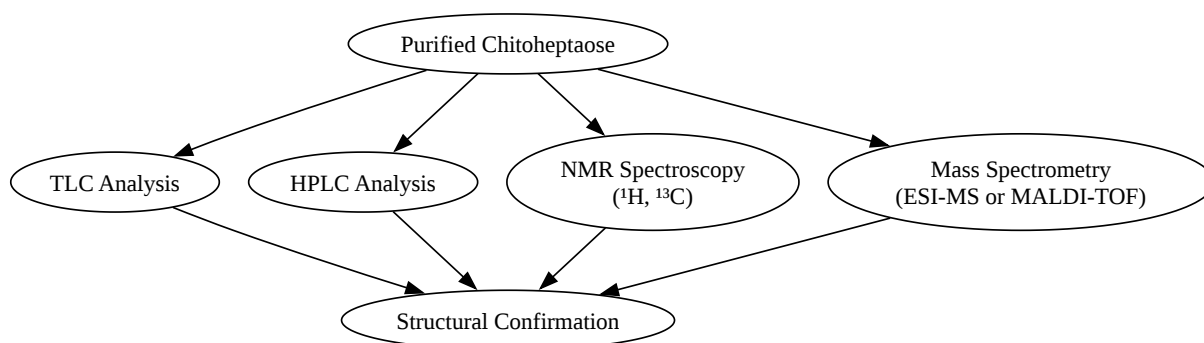 Purified Chitoheptaose
TLC Analysis
HPLC Analysis
NMR Spectroscopy
(¹H, ¹³C)
Mass Spectrometry
(ESI-MS or MALDI-TOF)
Structural Confirmation